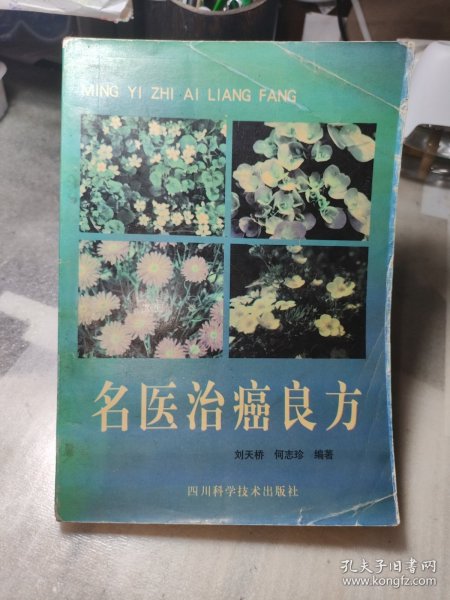 MING YI ZHI AI LIANG FANG
名医治癌良方
刘天桥 何志珍 编著
四川科学技术出版社
孔夫子旧书网
www.kongfz.com